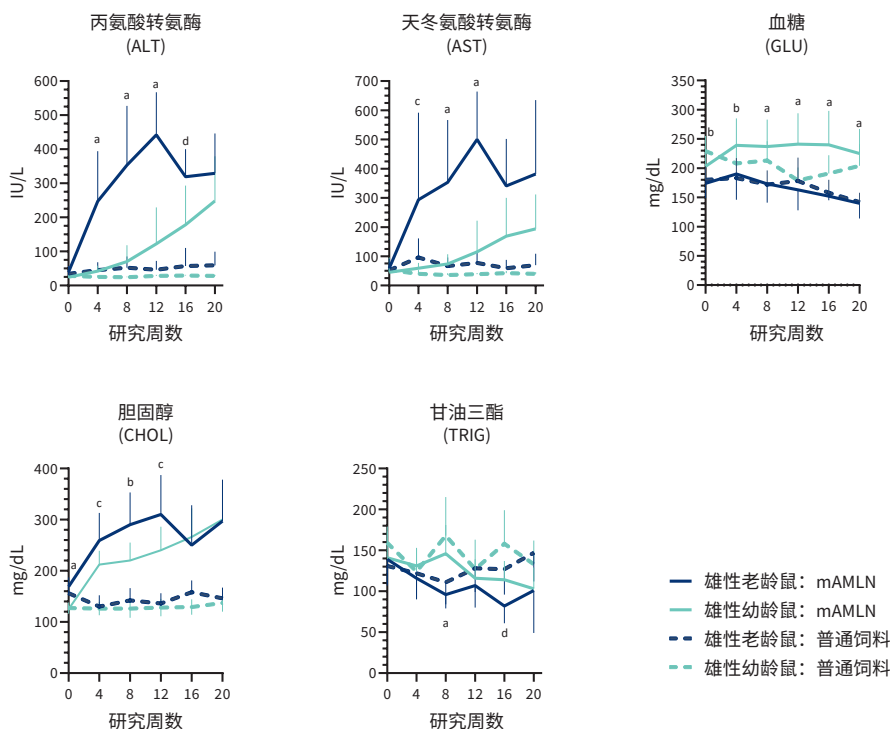 丙氨酸转氨酶
(ALT)
600
500
400
300
200
100
0
IU/L
a
a
a
d
0 4 8 12 16 20
研究周数
天冬氨酸转氨酶
(AST)
700
600
500
400
300
200
100
0
IU/L
c
a
a
0 4 8 12 16 20
研究周数
血糖
(GLU)
350
300
250
200
150
100
50
0
mg/dL
b
b
a
a
a
a
0 4 8 12 16 20
研究周数
胆固醇
(CHOL)
400
300
200
100
0
mg/dL
a
c
b
c
0 4 8 12 16 20
研究周数
甘油三酯
(TRIG)
250
200
150
100
50
0
mg/dL
a
d
0 4 8 12 16 20
研究周数
雄性老龄鼠：mAMLN
雄性幼龄鼠：mAMLN
雄性老龄鼠：普通饲料
雄性幼龄鼠：普通饲料